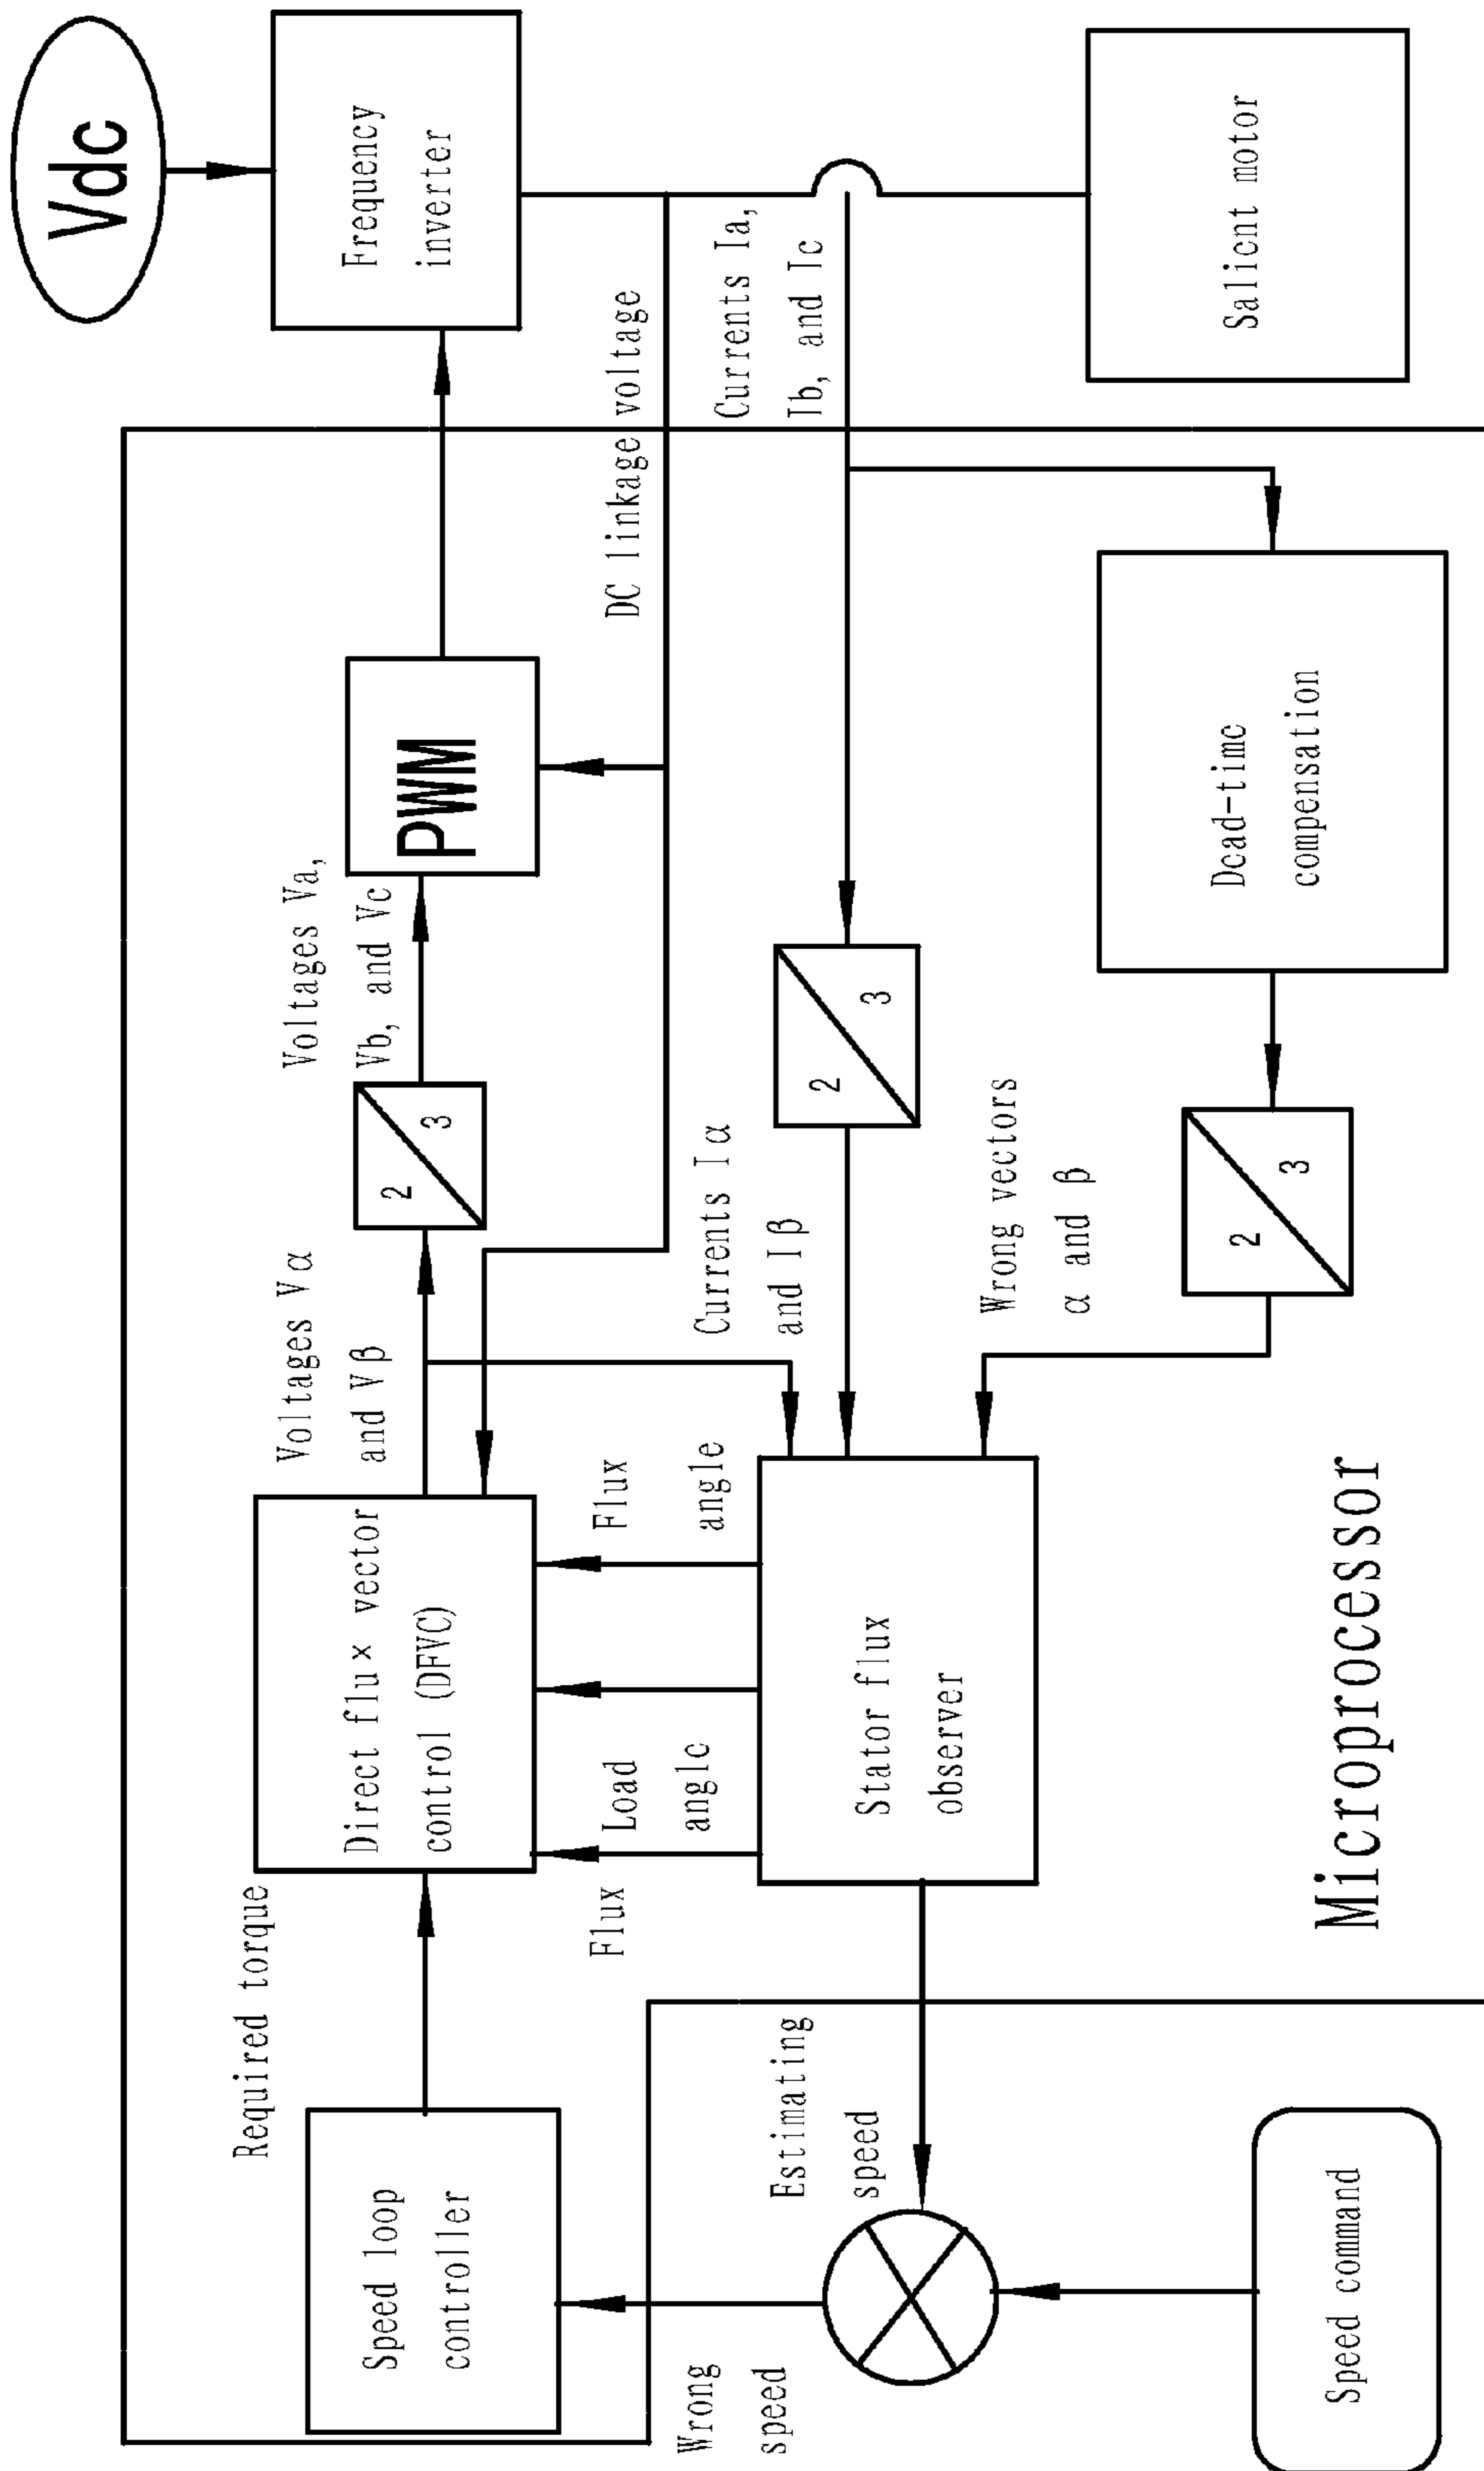 Speed loop
controller
Required torque
Direct flux vector
control (DFVC)
Voltages Vα
and Vβ
2
3
Voltages Va,
Vb, and Vc
PWM
Frequency
inverter
Vdc
DC linkage voltage
Wrong
speed
Estimating
speed
Flux
Load
angle
Flux
angle
Stator flux
observer
Currents Iα
and Iβ
2
3
Currents Ia,
Ib, and Ic
Wrong vectors
α and β
2
3
Dead-time
compensation
Salient motor
Speed command
Microprocessor